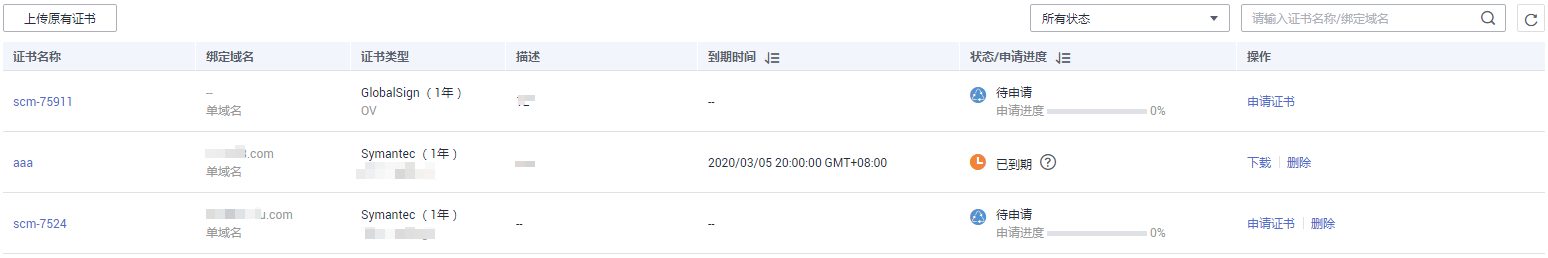 上传原有证书
所有状态
请输入证书名称/绑定域名
证书名称 绑定域名 证书类型 描述 到期时间 状态/申请进度 操作
scm-75911
--
单域名
GlobalSign（1年）
OV
--
待申请
申请进度 0%
申请证书
aaa
.com
单域名
Symantec（1年）
2020/03/05 20:00:00 GMT+08:00
已到期
下载 删除
scm-7524
u.com
单域名
Symantec（1年）
--
--
待申请
申请进度 0%
申请证书 删除